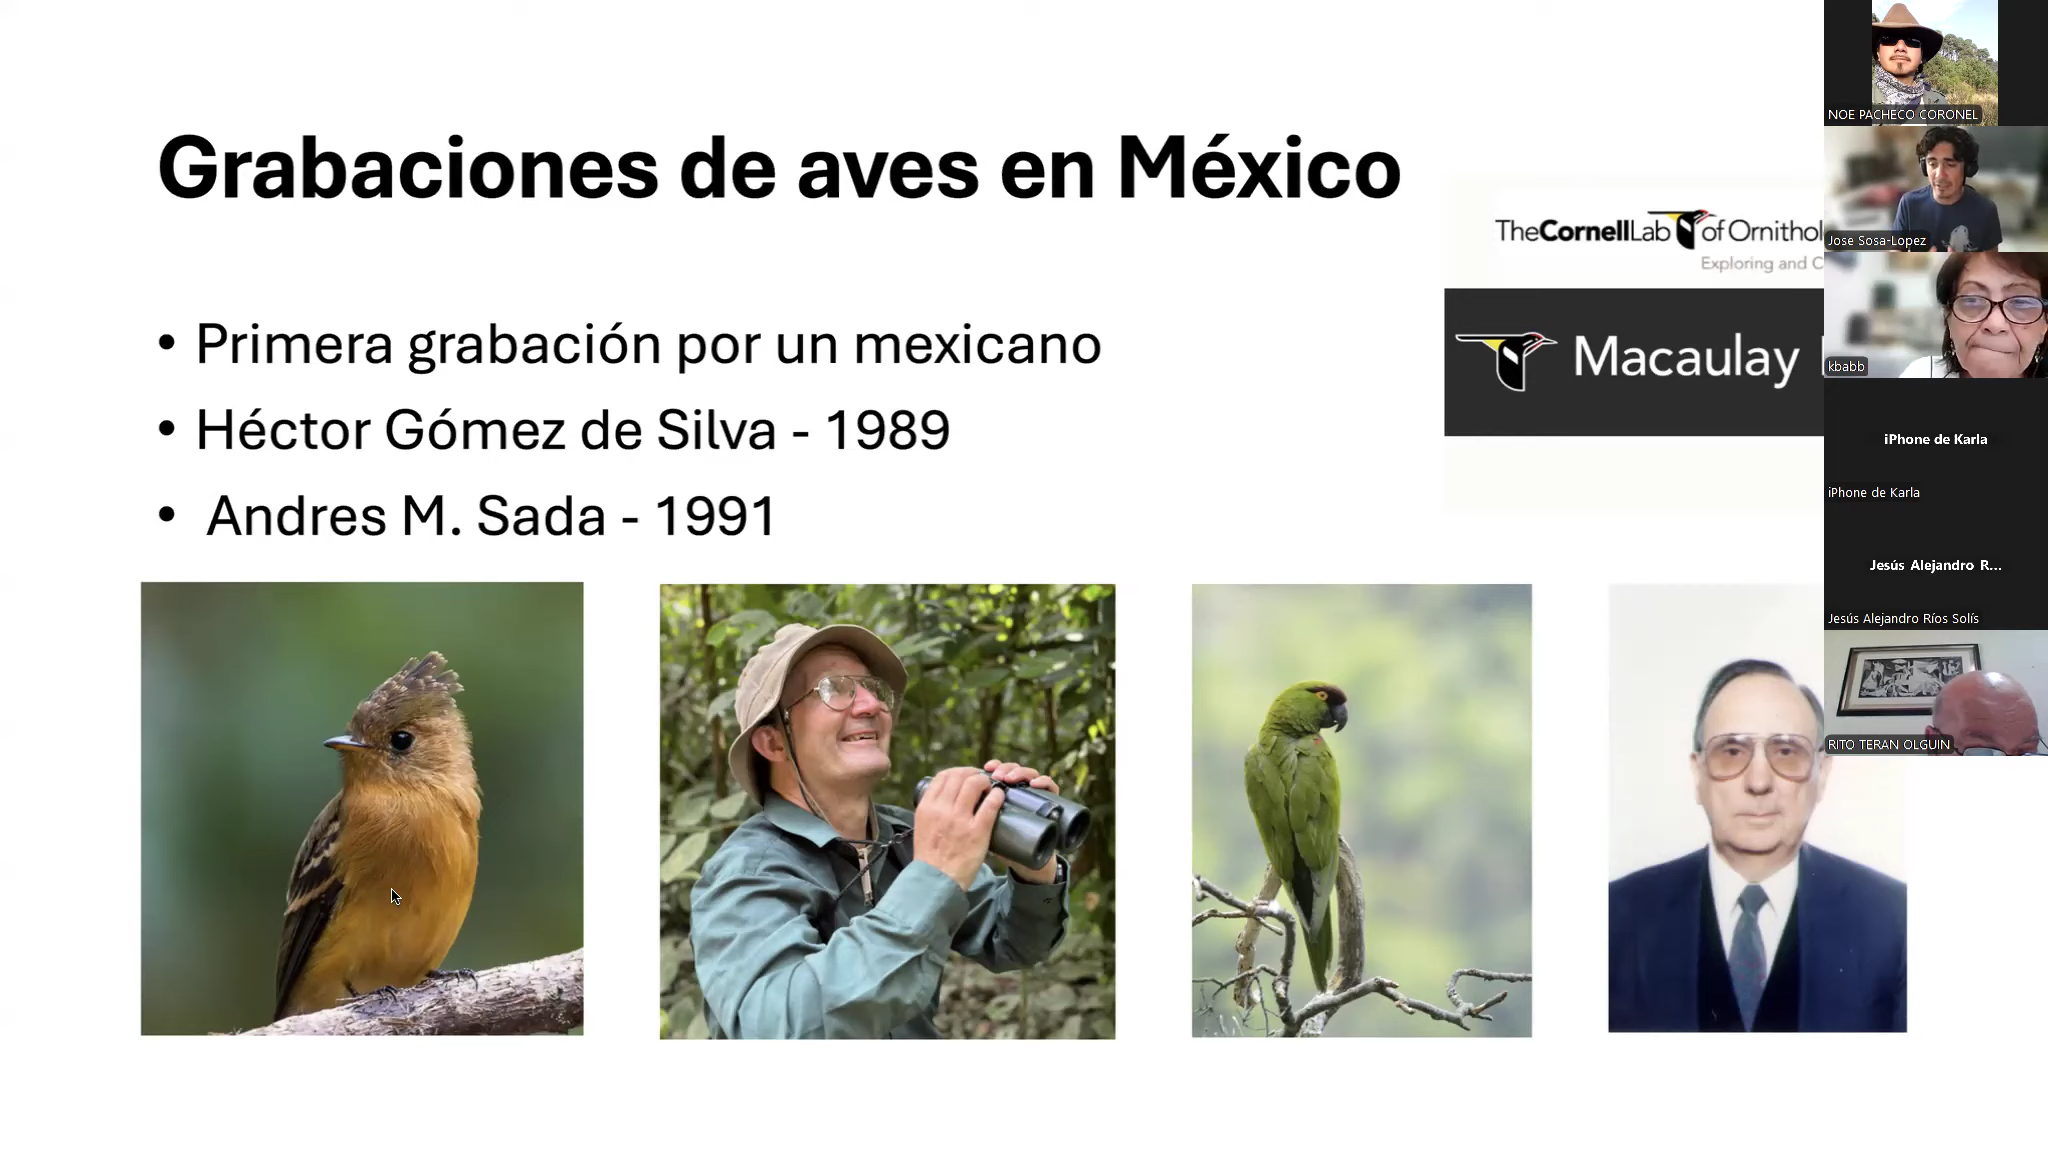 Grabaciones de aves en México
• Primera grabación por un mexicano
• Héctor Gómez de Silva - 1989
• Andres M. Sada - 1991
TheCornellLab of Ornithol
Exploring and C
Macaulay
NOE PACHECO CORONEL
Jose Sosa-Lopez
kbabb
iPhone de Karla
iPhone de Karla
Jesús Alejandro R...
Jesús Alejandro Ríos Solís
RITO TERAN OLGUIN